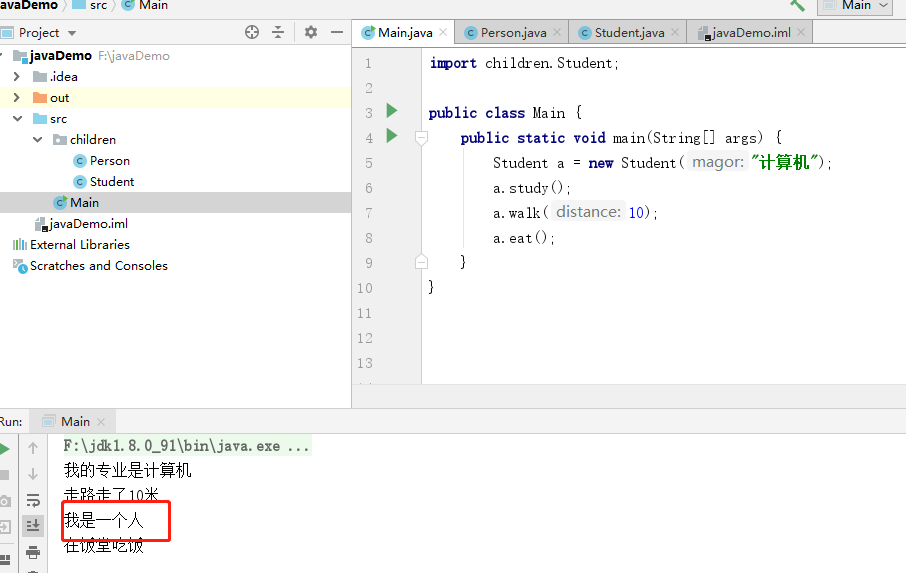 avaDemo src Main
Main
Project
javaDemo F:\javaDemo
.idea
out
src
children
Person
Student
Main
javaDemo.iml
External Libraries
Scratches and Consoles
Main.java Person.java Student.java javaDemo.iml
1 import children.Student;
2
3 public class Main {
4 public static void main(String[] args) {
5 Student a = new Student( magor: "计算机");
6 a.study();
7 a.walk( distance: 10);
8 a.eat();
9 }
10 }
11
12
13
Run: Main
F:\jdk1.8.0_91\bin\java.exe ...
我的专业是计算机
走路走了10米
我是一个人
在饭堂吃饭